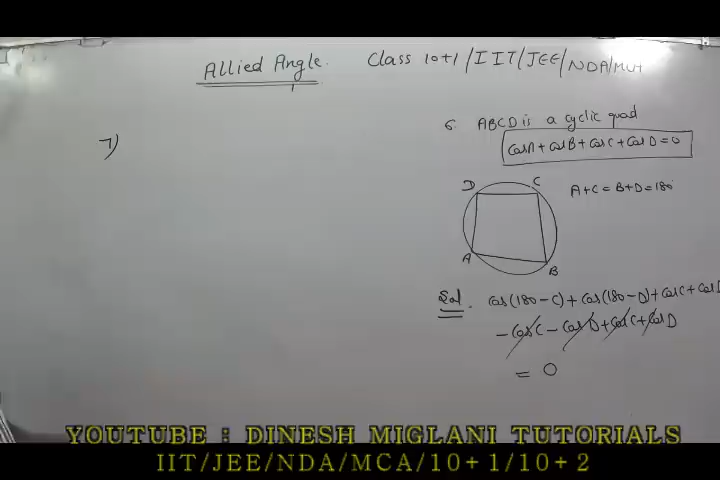 Allied Angle. Class 10+1/IIT/JEE/NDA/
7)
6. ABCD is a cyclic quad
cosA + cosB + cosC + cosD = 0
D C
A+C = B+D = 180°
A B
Sol. cos(180-C) + cos(180-D) + cosC + cosD
- cosC - cosD + cosC + cosD
= 0
YOUTUBE : DINESH MIGLANI TUTORIALS
IIT/JEE/NDA/MCA/10+1/10+2